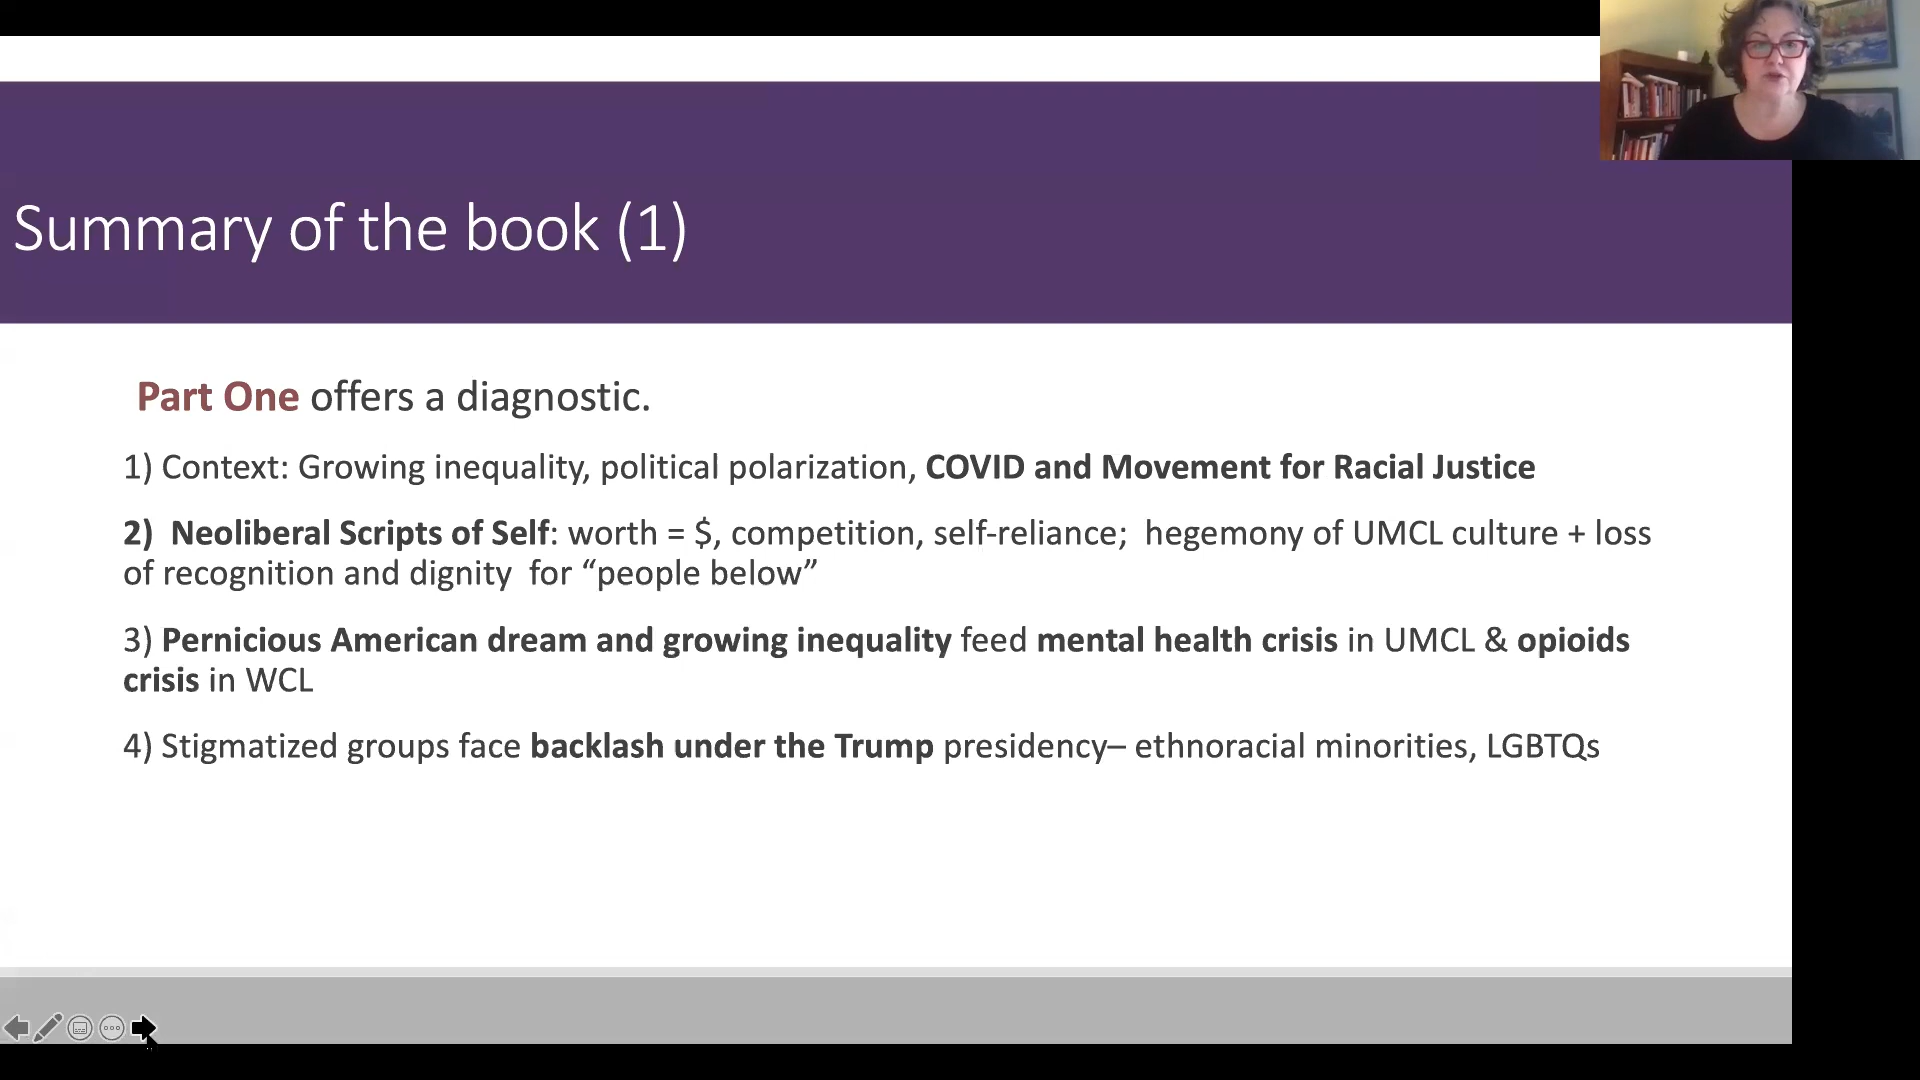 Summary of the book (1)
Part One offers a diagnostic.
1) Context: Growing inequality, political polarization, COVID and Movement for Racial Justice
2) Neoliberal Scripts of Self: worth = $, competition, self-reliance; hegemony of UMCL culture + loss
of recognition and dignity for “people below”
3) Pernicious American dream and growing inequality feed mental health crisis in UMCL & opioids
crisis in WCL
4) Stigmatized groups face backlash under the Trump presidency– ethnoracial minorities, LGBTQs